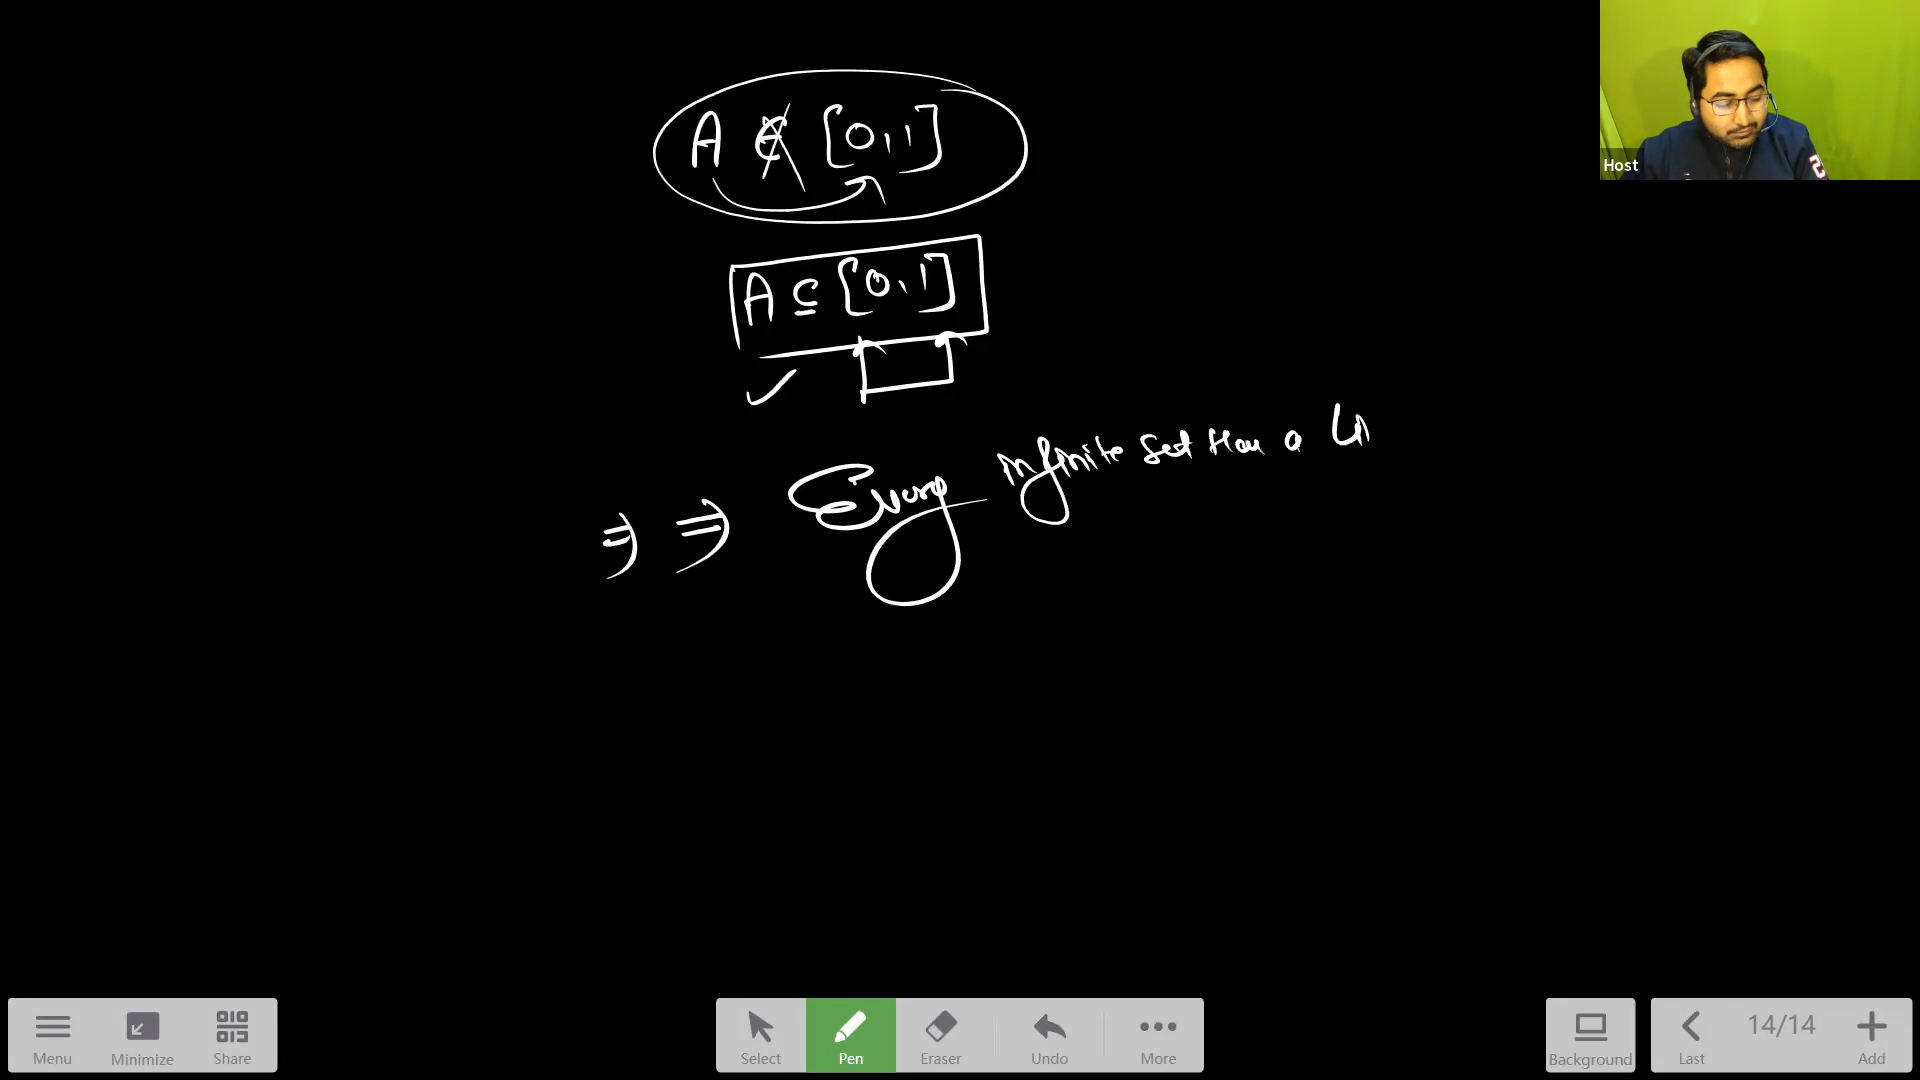 A ∉ [0,1]
Host
A ⊆ [0,1]
⇒ ⇒ Every infinite set has a Li
Menu
Minimize
Share
Select
Pen
Eraser
Undo
More
Background
Last
14/14
Add